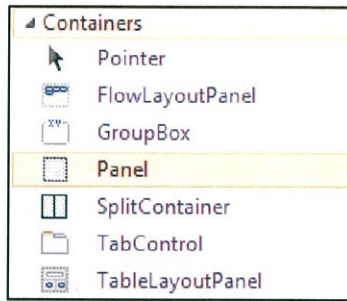 Containers
Pointer
FlowLayoutPanel
GroupBox
Panel
SplitContainer
TabControl
TableLayoutPanel